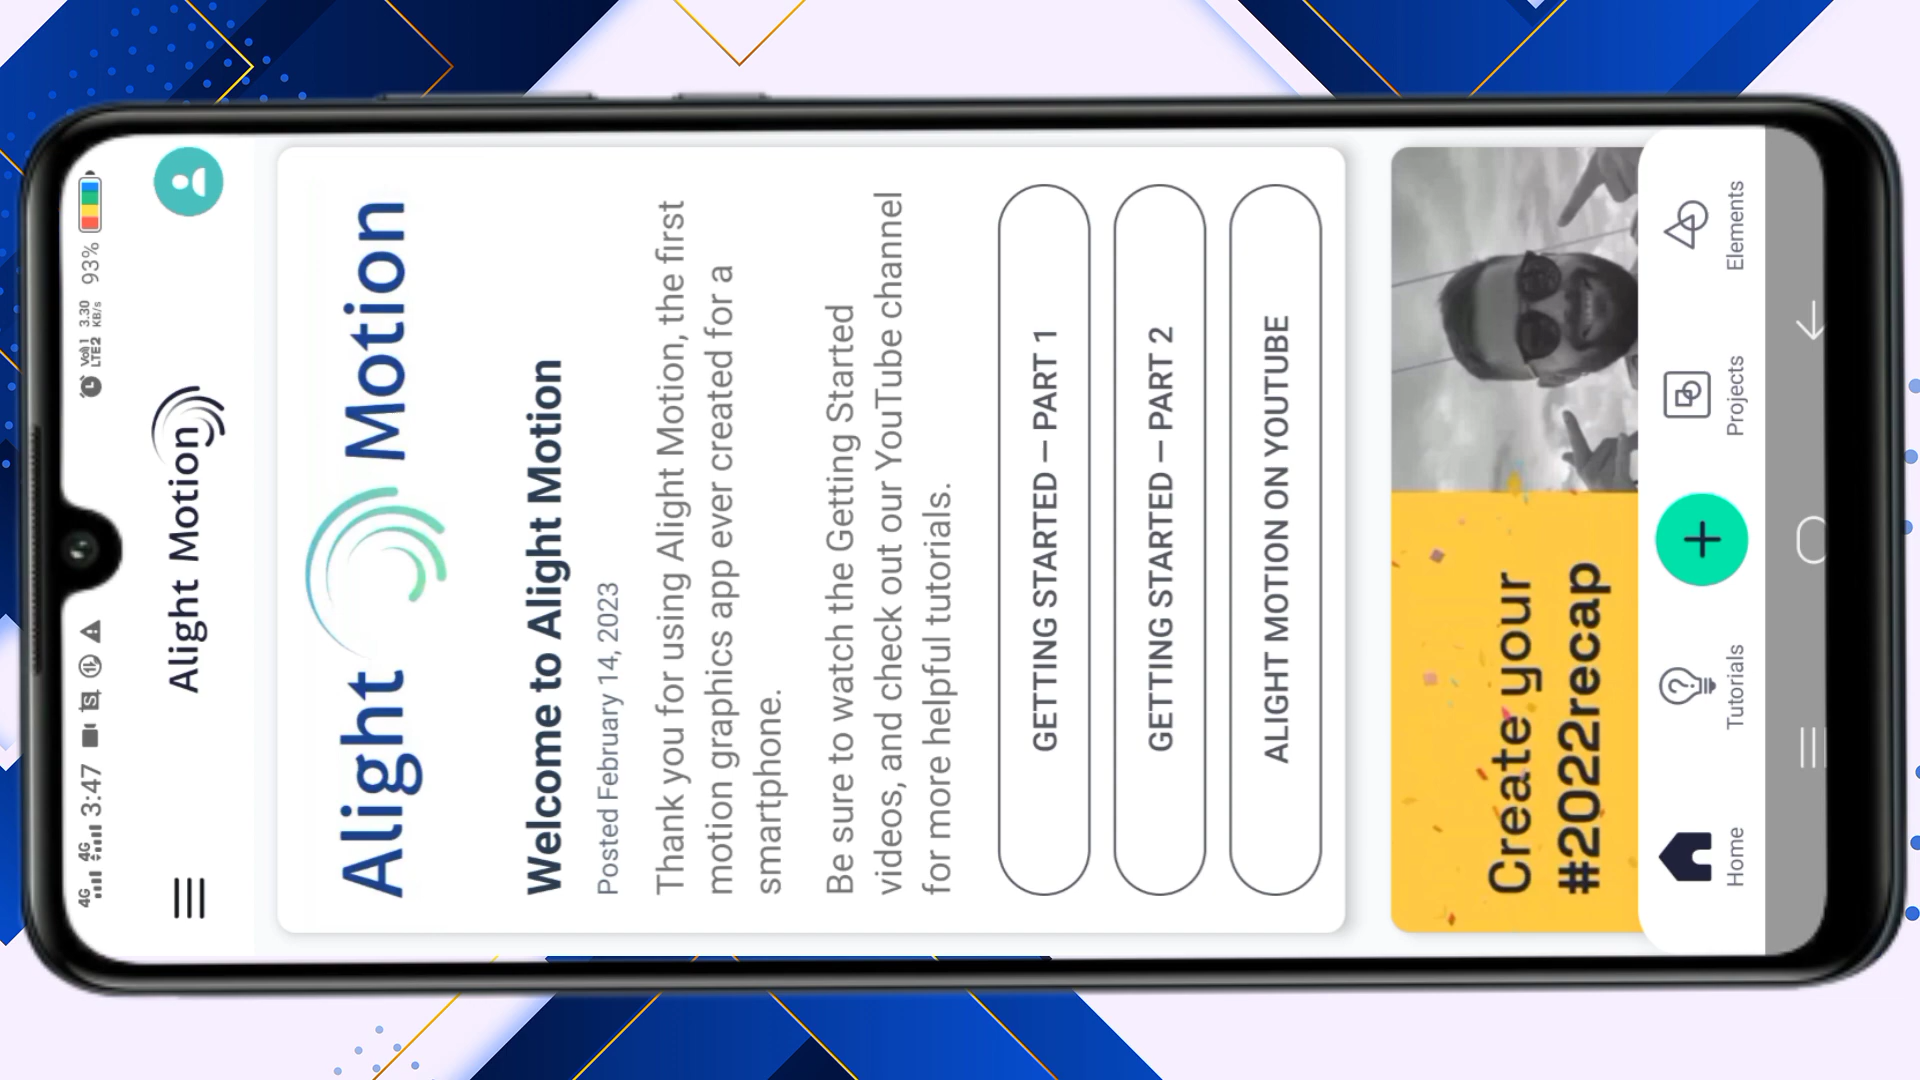 4G 4G 3:47
Vo)) 1 LTE2 3.30 KB/s 93%
Alight Motion
Alight Motion
Welcome to Alight Motion
Posted February 14, 2023
Thank you for using Alight Motion, the first
motion graphics app ever created for a
smartphone.
Be sure to watch the Getting Started
videos, and check out our YouTube channel
for more helpful tutorials.
GETTING STARTED – PART 1
GETTING STARTED – PART 2
ALIGHT MOTION ON YOUTUBE
Create your
#2022recap
Home
Tutorials
Projects
Elements